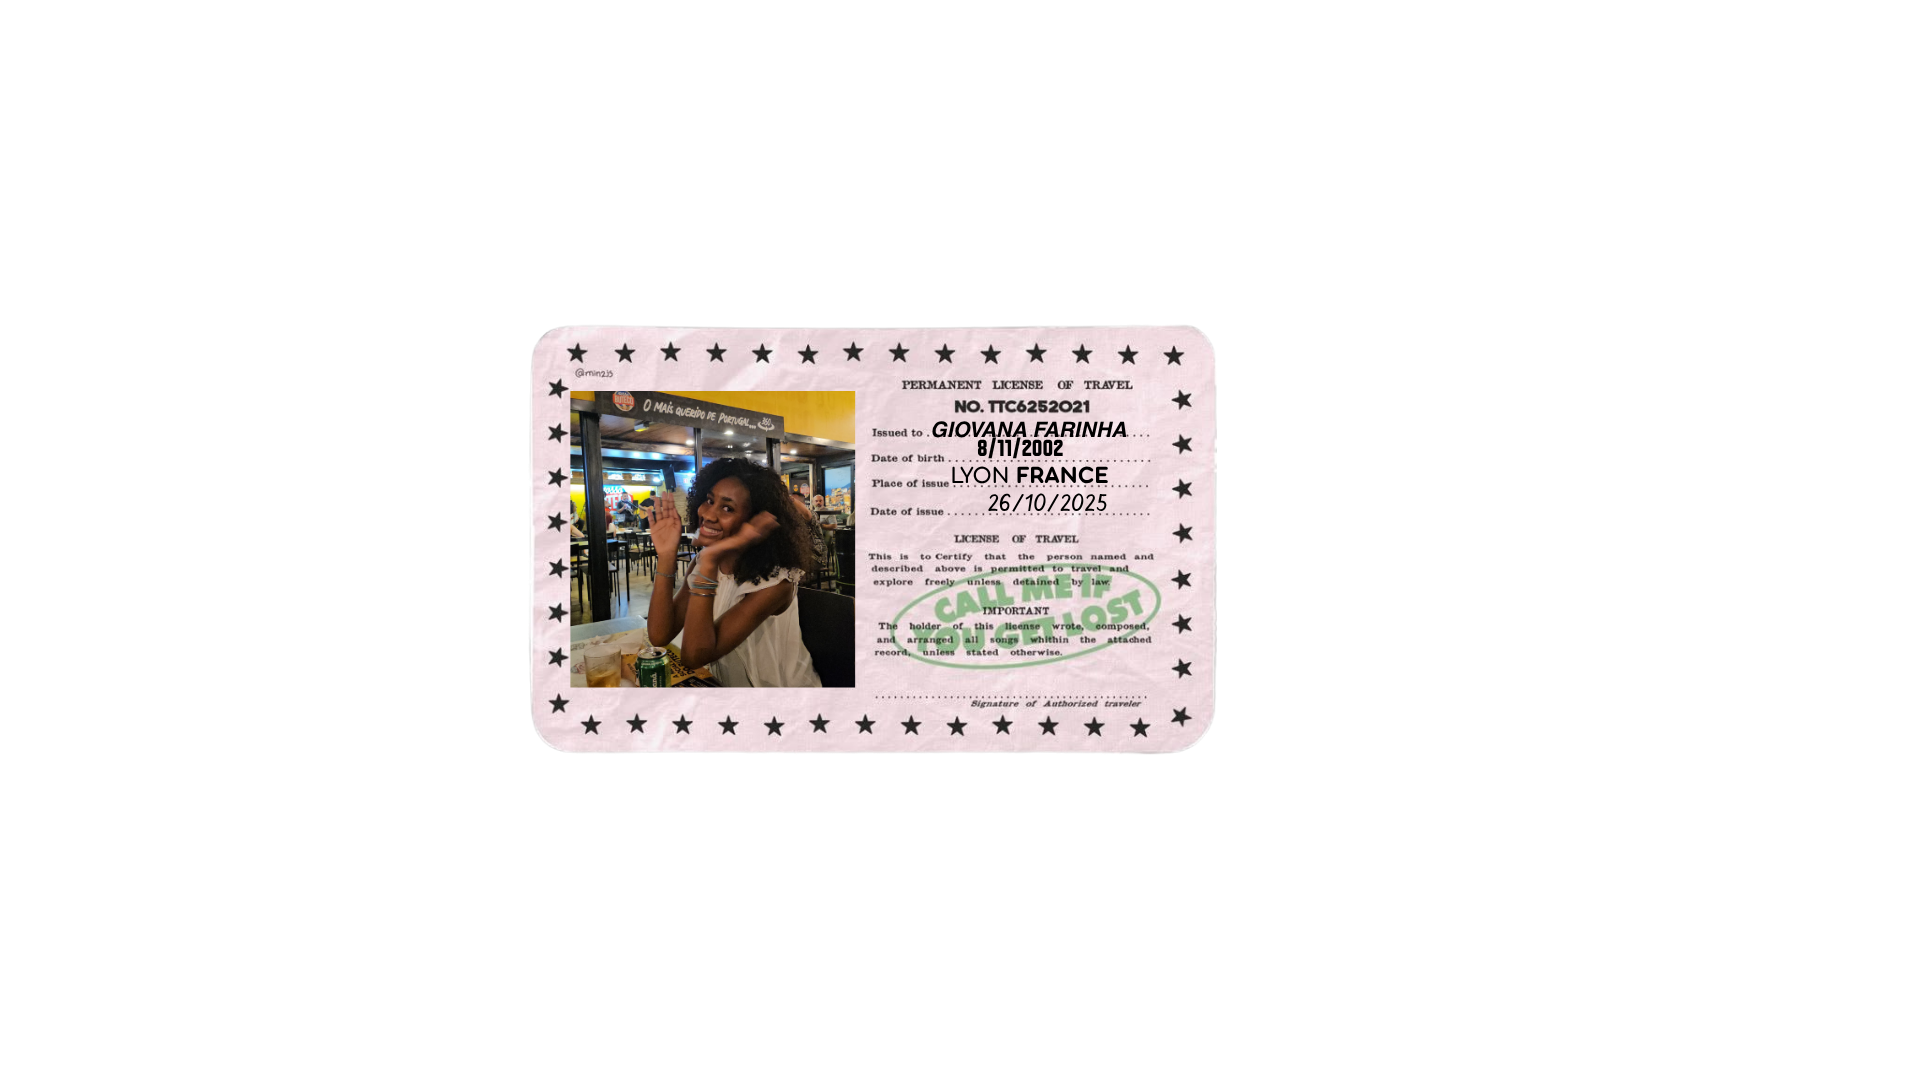 @min2js
PERMANENT LICENSE OF TRAVEL
NO. TTC6252021
Issued to GIOVANA FARINHA
Date of birth 8/11/2002
Place of issue LYON FRANCE
Date of issue 26/10/2025
LICENSE OF TRAVEL
This is to Certify that the person named and
described above is permitted to travel and
explore freely unless detained by law.
CALL ME IF
YOU GET LOST
IMPORTANT
The holder of this license wrote, composed,
and arranged all songs whithin the attached
record, unless stated otherwise.
Signature of Authorized traveler
O MAIS QUERIDO DE PORTUGAL...